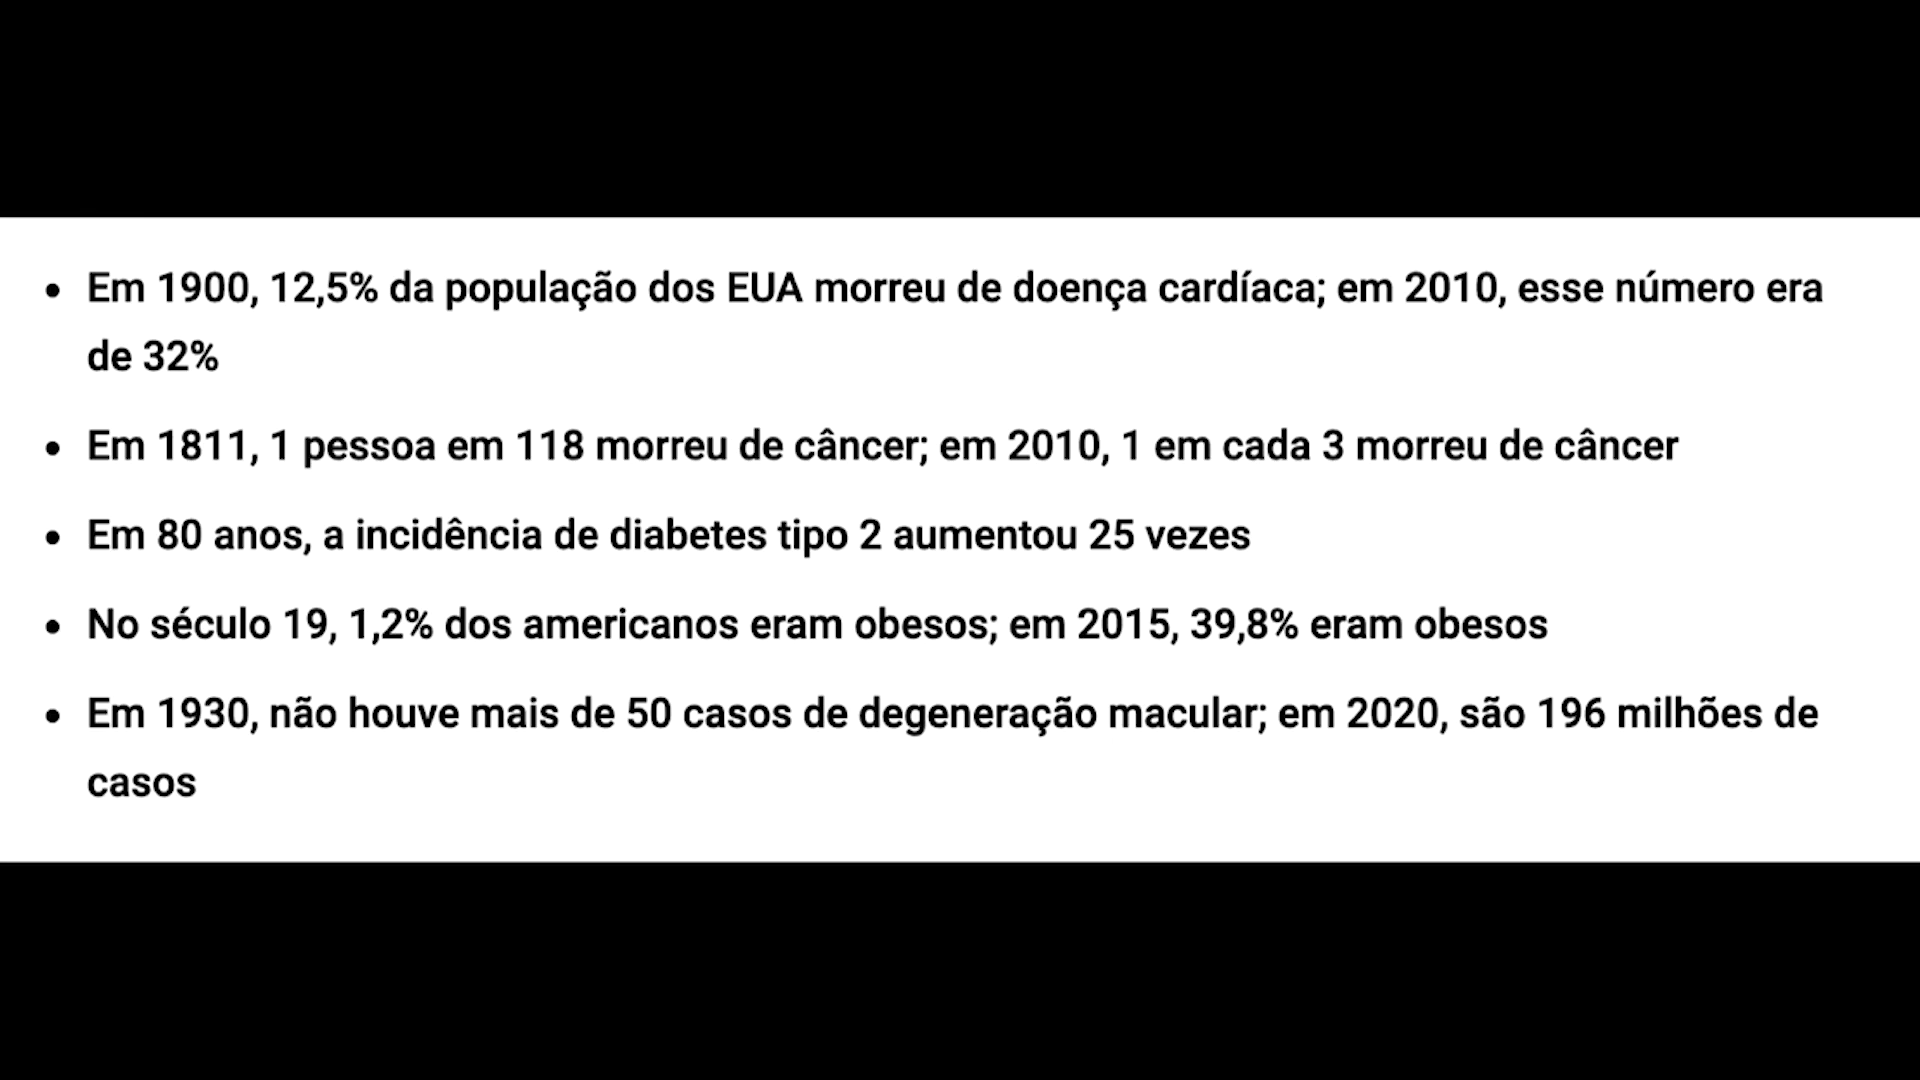 • Em 1900, 12,5% da população dos EUA morreu de doença cardíaca; em 2010, esse número era
de 32%
• Em 1811, 1 pessoa em 118 morreu de câncer; em 2010, 1 em cada 3 morreu de câncer
• Em 80 anos, a incidência de diabetes tipo 2 aumentou 25 vezes
• No século 19, 1,2% dos americanos eram obesos; em 2015, 39,8% eram obesos
• Em 1930, não houve mais de 50 casos de degeneração macular; em 2020, são 196 milhões de
casos